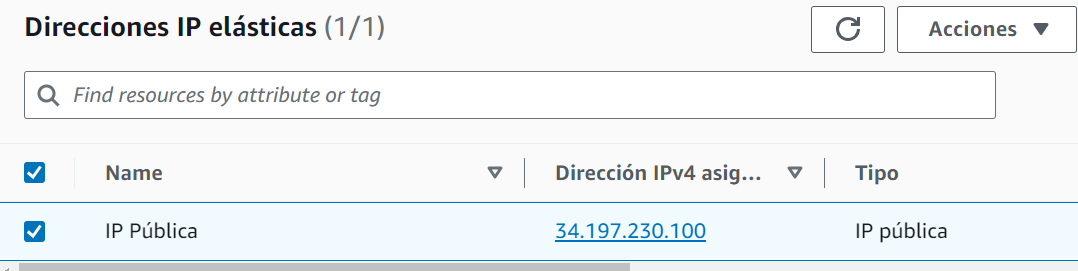 Direcciones IP elásticas (1/1)
Acciones
Find resources by attribute or tag
Name
Dirección IPv4 asig...
Tipo
IP Pública
34.197.230.100
IP pública